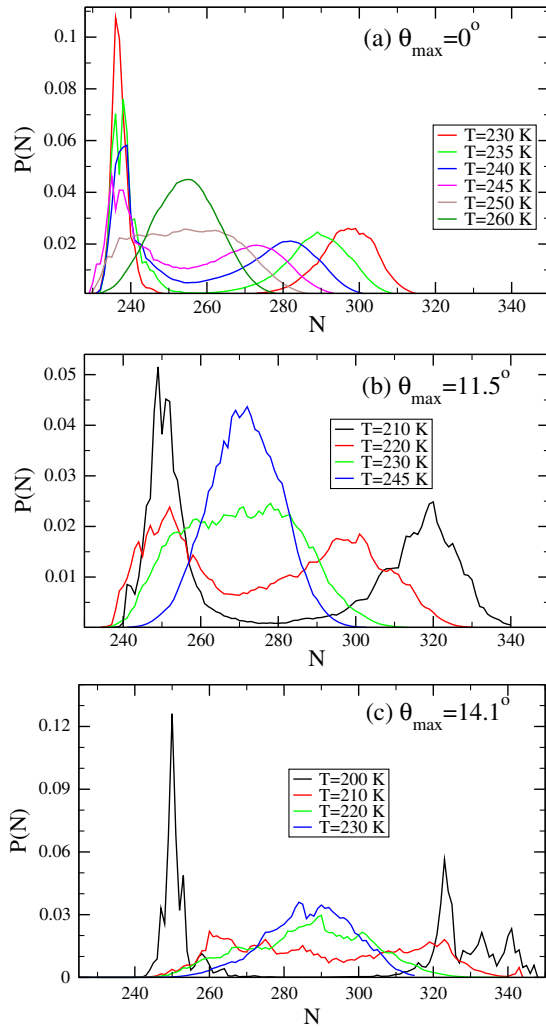 (a) θmax=0°
0.1
0.08
0.06
0.04
0.02
P(N)
T=230 K
T=235 K
T=240 K
T=245 K
T=250 K
T=260 K
240 260 280 300 320 340
N
(b) θmax=11.5°
0.05
0.04
0.03
0.02
0.01
P(N)
T=210 K
T=220 K
T=230 K
T=245 K
240 260 280 300 320 340
N
(c) θmax=14.1°
0.12
0.09
0.06
0.03
0
P(N)
T=200 K
T=210 K
T=220 K
T=230 K
240 260 280 300 320 340
N